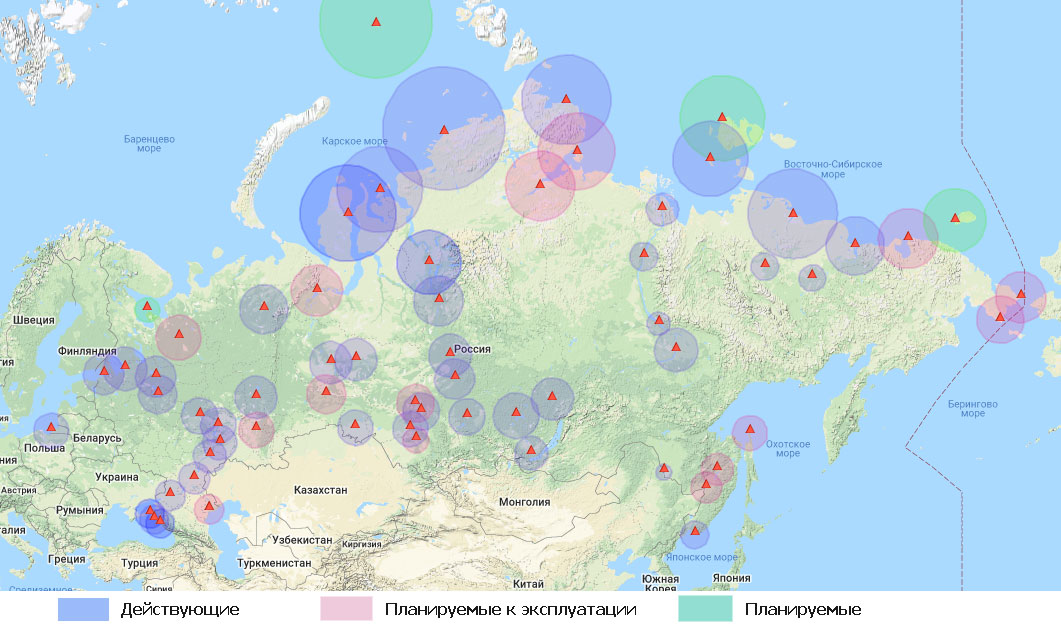 Баренцево
море
Карское море
Восточно-Сибирское
море
Швеция
Финляндия
Россия
Берингово
море
Охотское
море
Беларусь
Польша
Украина
Казахстан
Монголия
Австрия
Румыния
Узбекистан
Киргизия
Греция
Турция
Туркменистан
Японское море
Южная
Корея
Япония
Китай
Средиземное
Сирия
Действующие
Планируемые к эксплуатации
Планируемые